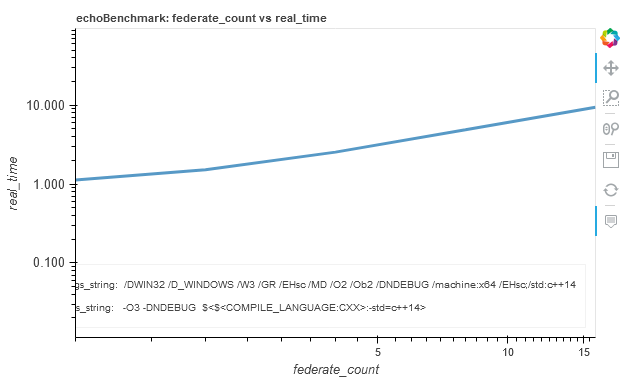 echoBenchmark: federate_count vs real_time
10.000
1.000
0.100
real_time
gs_string: /DWIN32 /D_WINDOWS /W3 /GR /EHsc /MD /O2 /Ob2 /DNDEBUG /machine:x64 /EHsc;/std:c++14
s_string: -O3 -DNDEBUG $<$<COMPILE_LANGUAGE:CXX>:-std=c++14>
5
10
15
federate_count